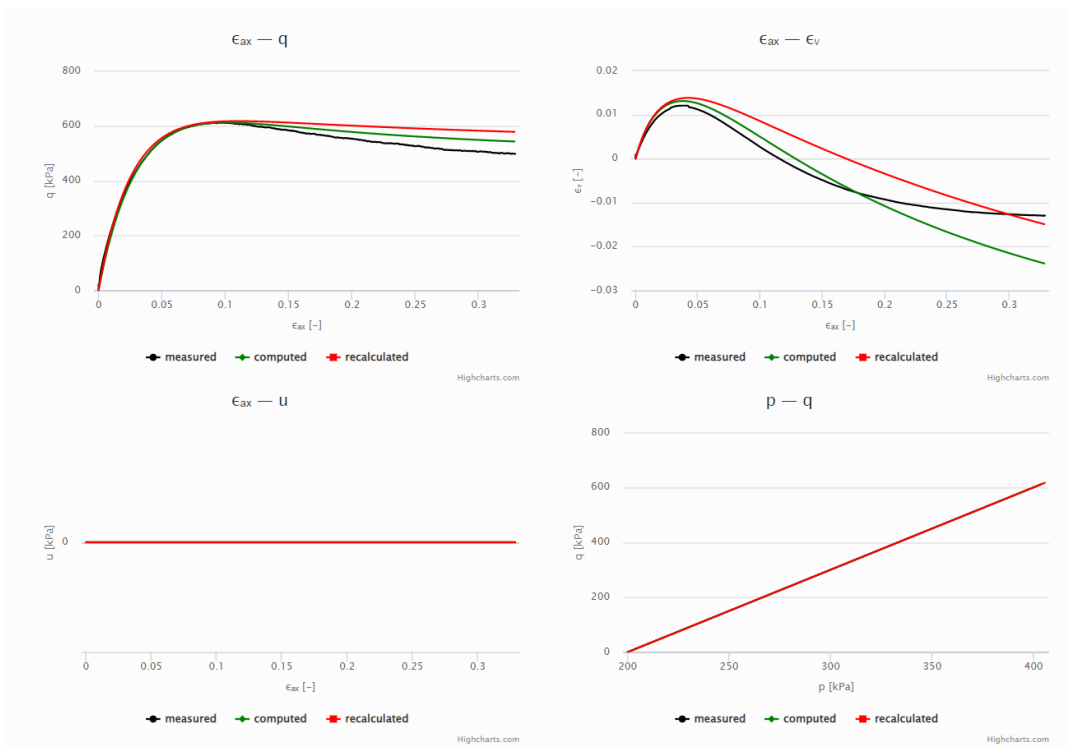 ϵax — q
800
600
400
200
0
q [kPa]
0
0.05
0.1
0.15
0.2
0.25
0.3
ϵax [−]
measured
computed
recalculated
Highcharts.com
ϵax — ϵv
0.02
0.01
0
−0.01
−0.02
−0.03
ϵv [−]
0
0.05
0.1
0.15
0.2
0.25
0.3
ϵax [−]
measured
computed
recalculated
Highcharts.com
ϵax — u
0
u [kPa]
0
0.05
0.1
0.15
0.2
0.25
0.3
ϵax [−]
measured
computed
recalculated
Highcharts.com
p — q
800
600
400
200
0
q [kPa]
200
250
300
350
400
p [kPa]
measured
computed
recalculated
Highcharts.com